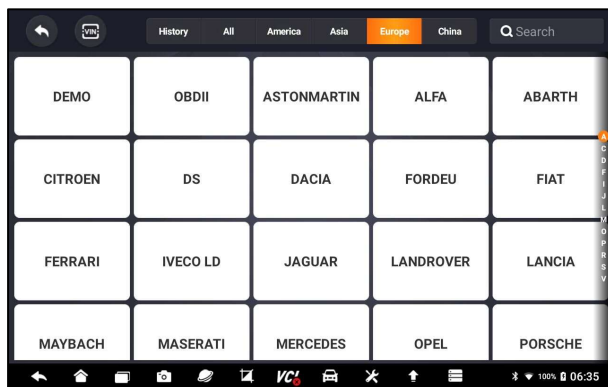 VIN History All America Asia Europe China Search
DEMO OBDII ASTONMARTIN ALFA ABARTH
CITROEN DS DACIA FORDEU FIAT
FERRARI IVECO LD JAGUAR LANDROVER LANCIA
MAYBACH MASERATI MERCEDES OPEL PORSCHE
A
C
D
F
I
J
L
M
O
P
R
S
V
VCI 100% 06:35